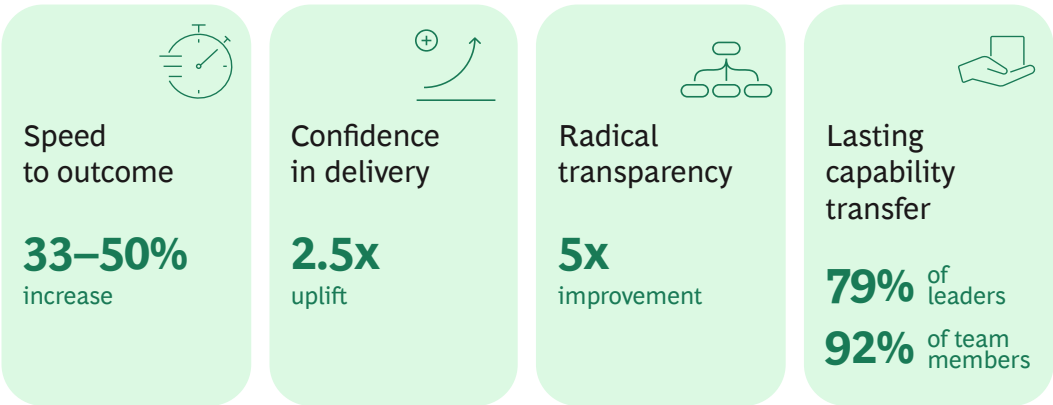 Speed
to outcome
33–50%
increase
Confidence
in delivery
2.5x
uplift
Radical
transparency
5x
improvement
Lasting
capability
transfer
79% of
leaders
92% of team
members